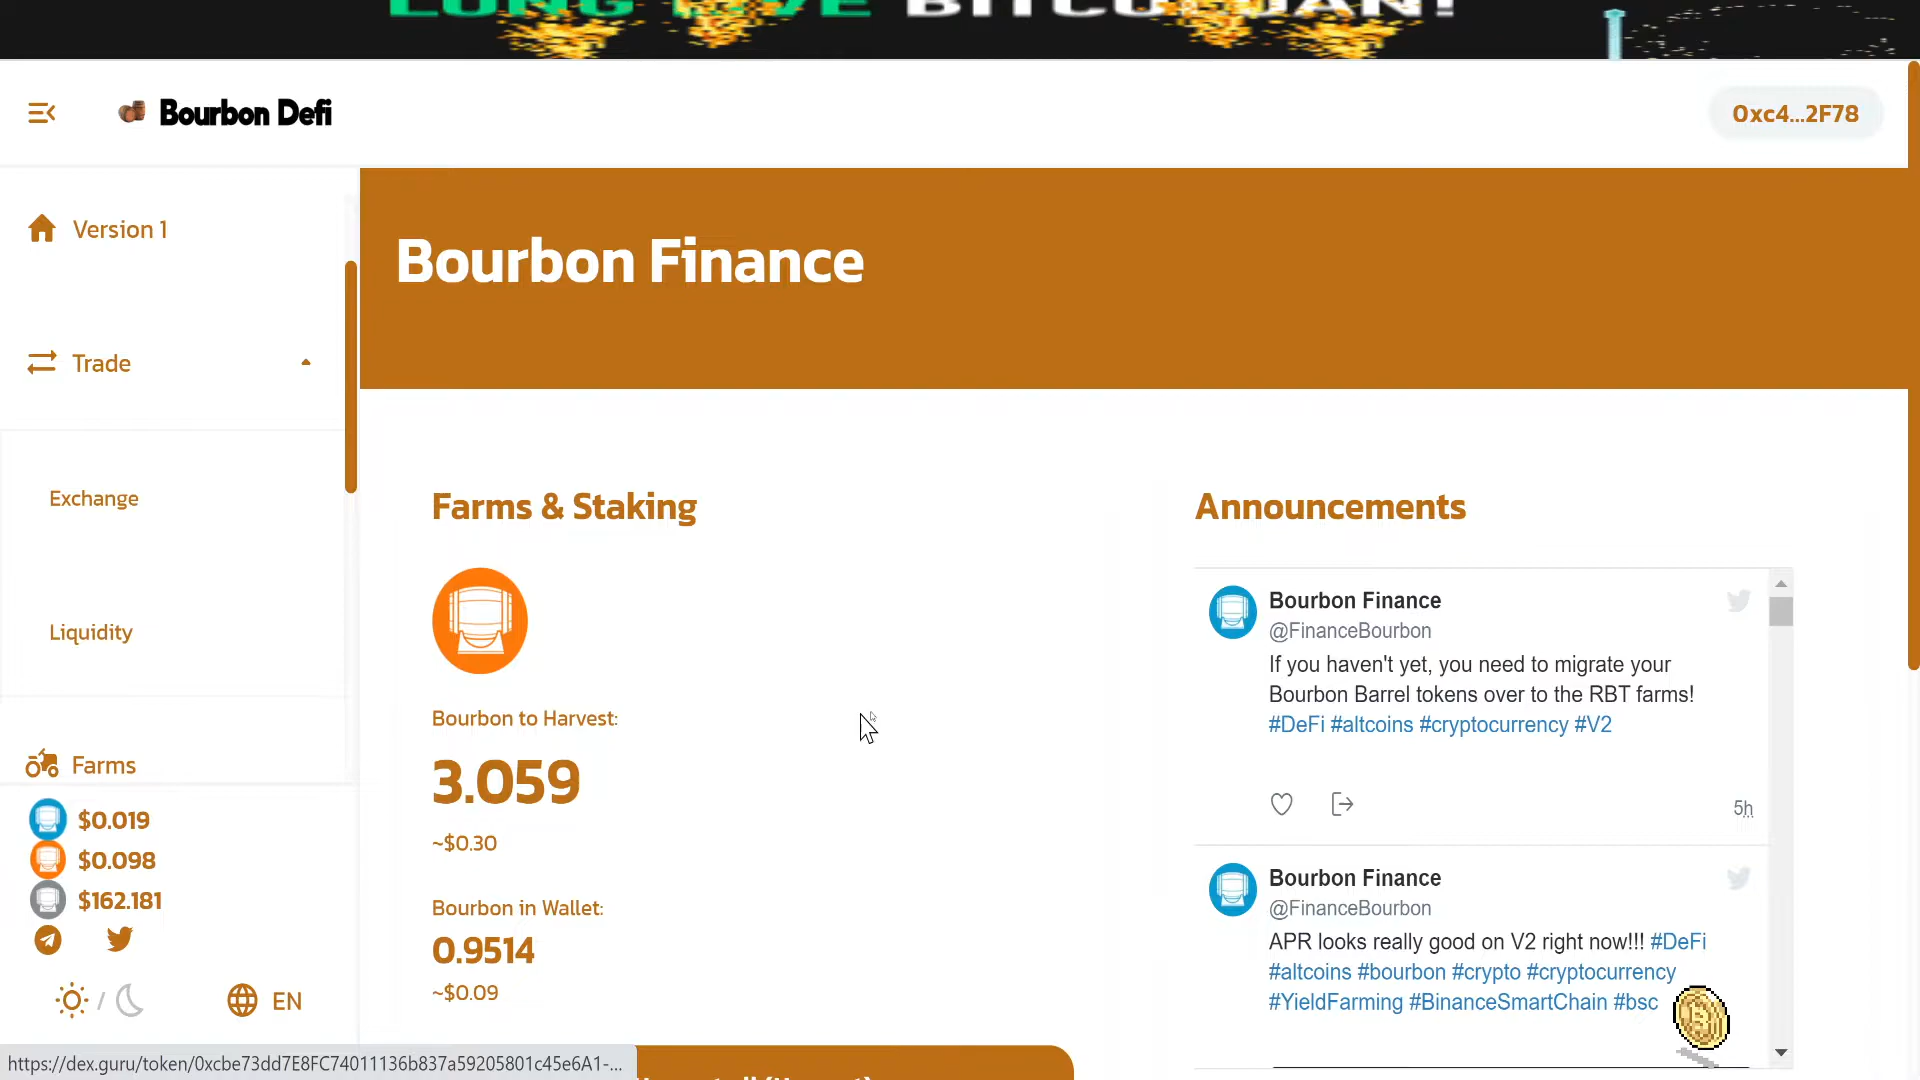 LONG LIVE BITCOIN JAN!
Bourbon Defi
0xc4...2F78
Version 1
Trade
Exchange
Liquidity
Farms
$0.019
$0.098
$162.181
EN
Bourbon Finance
Farms & Staking
Bourbon to Harvest:
3.059
~$0.30
Bourbon in Wallet:
0.9514
~$0.09
Announcements
Bourbon Finance
@FinanceBourbon
If you haven't yet, you need to migrate your
Bourbon Barrel tokens over to the RBT farms!
#DeFi #altcoins #cryptocurrency #V2
5h
Bourbon Finance
@FinanceBourbon
APR looks really good on V2 right now!!! #DeFi
#altcoins #bourbon #crypto #cryptocurrency
#YieldFarming #BinanceSmartChain #bsc
https://dex.guru/token/0xcbe73dd7E8FC74011136b837a59205801c45e6A1-...